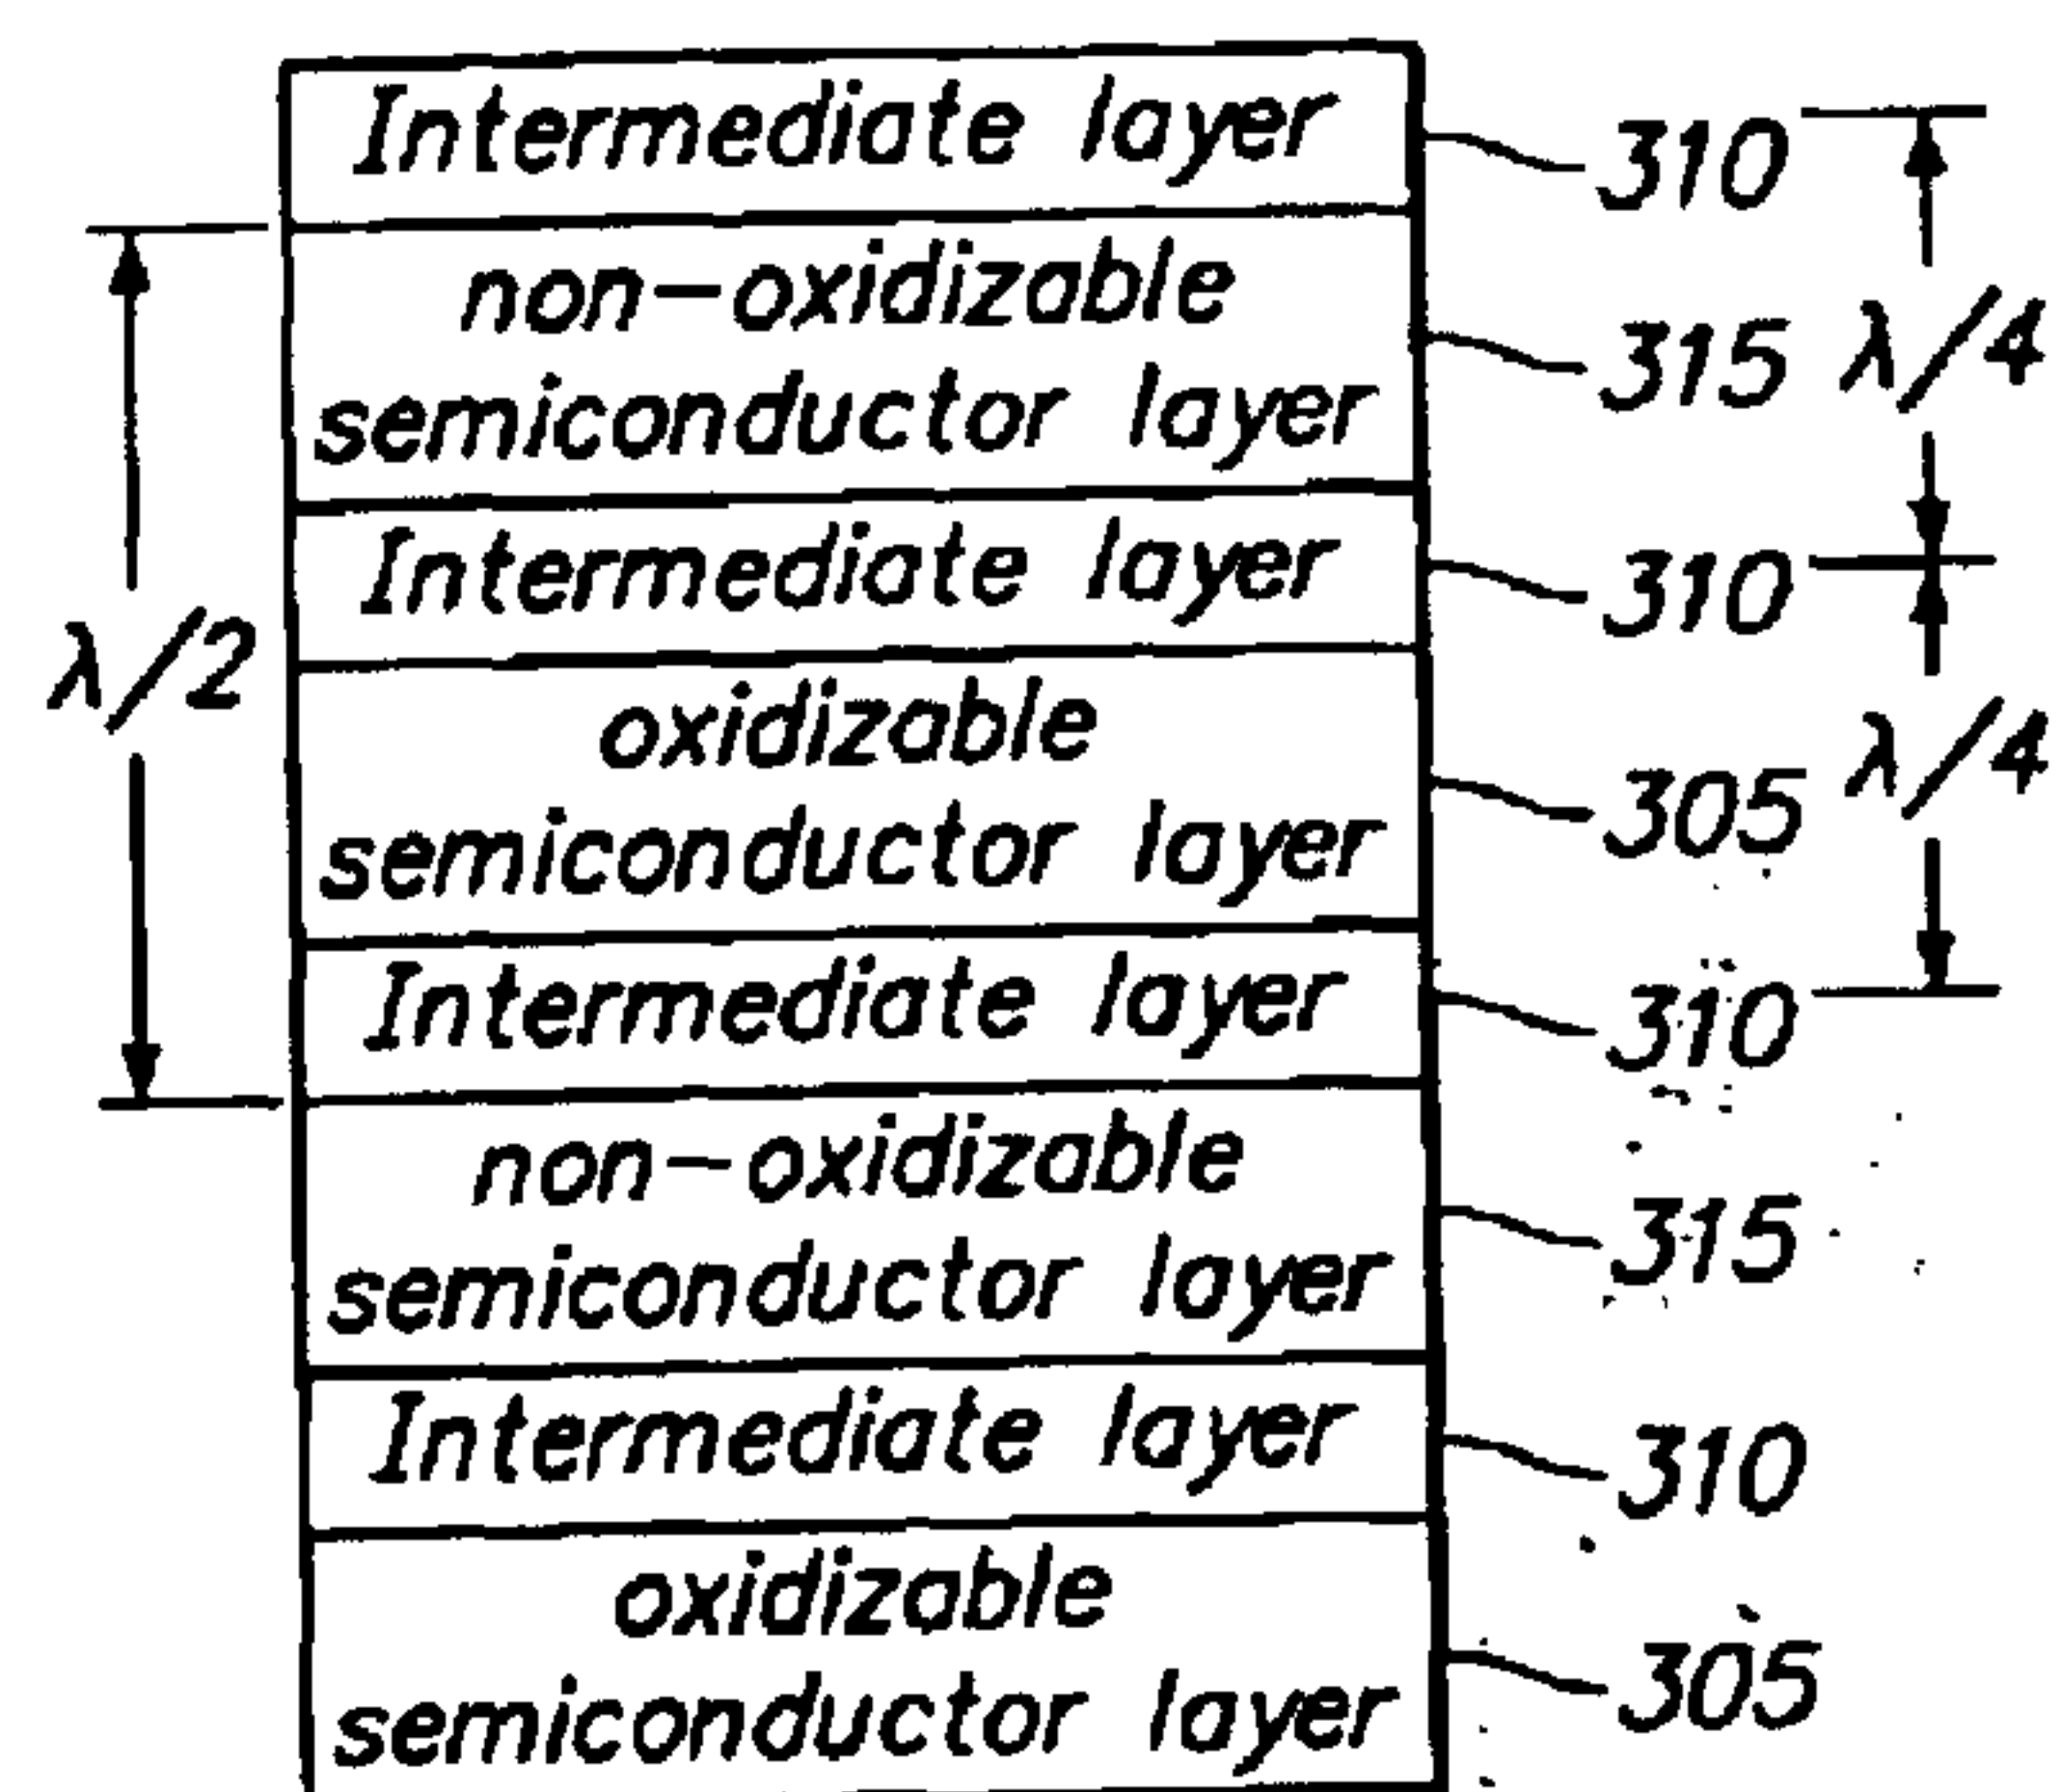 Intermediate layer
310
non-oxidizable
semiconductor layer
315
λ/4
Intermediate layer
310
λ/2
oxidizable
semiconductor layer
305
λ/4
Intermediate layer
310
non-oxidizable
semiconductor layer
315
Intermediate layer
310
oxidizable
semiconductor layer
305